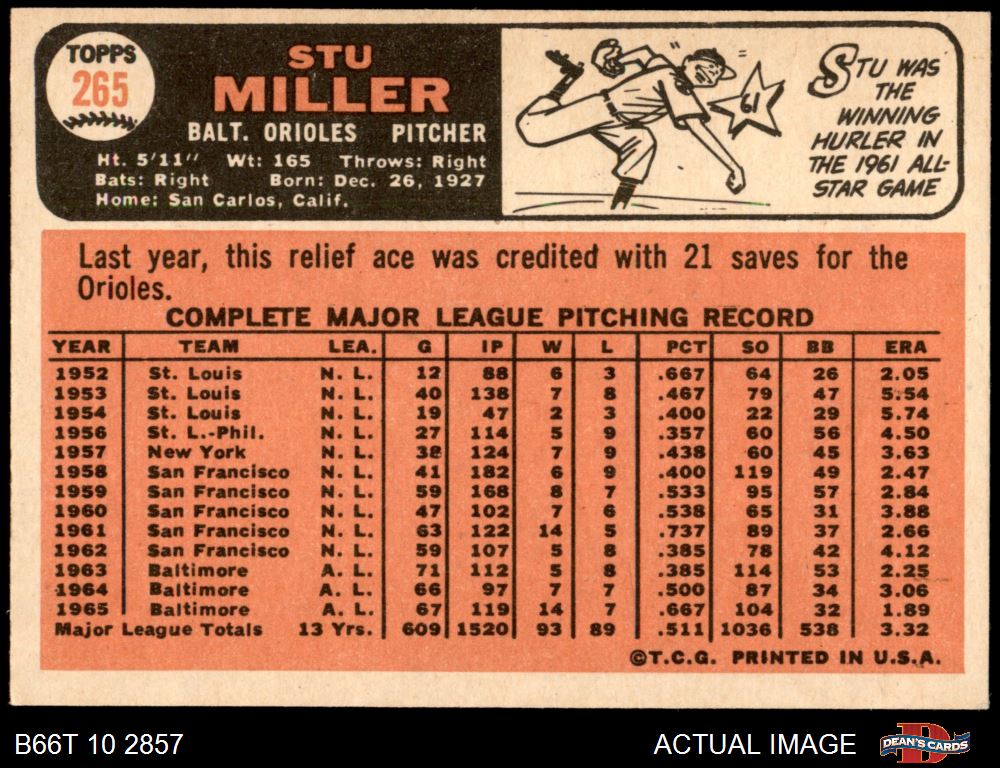 TOPPS
265
STU
MILLER
BALT. ORIOLES PITCHER
Ht. 5'11" Wt: 165 Throws: Right
Bats: Right Born: Dec. 26, 1927
Home: San Carlos, Calif.
61
STU WAS
THE
WINNING
HURLER IN
THE 1961 ALL-
STAR GAME
Last year, this relief ace was credited with 21 saves for the
Orioles.
COMPLETE MAJOR LEAGUE PITCHING RECORD
YEAR TEAM LEA. G IP W L PCT SO BB ERA
1952 St. Louis N. L. 12 88 6 3 .667 64 26 2.05
1953 St. Louis N. L. 40 138 7 8 .467 79 47 5.54
1954 St. Louis N. L. 19 47 2 3 .400 22 29 5.74
1956 St. L.-Phil. N. L. 27 114 5 9 .357 60 56 4.50
1957 New York N. L. 38 124 7 9 .438 60 45 3.63
1958 San Francisco N. L. 41 182 6 9 .400 119 49 2.47
1959 San Francisco N. L. 59 168 8 7 .533 95 57 2.84
1960 San Francisco N. L. 47 102 7 6 .538 65 31 3.88
1961 San Francisco N. L. 63 122 14 5 .737 89 37 2.66
1962 San Francisco N. L. 59 107 5 8 .385 78 42 4.12
1963 Baltimore A. L. 71 112 5 8 .385 114 53 2.25
1964 Baltimore A. L. 66 97 7 7 .500 87 34 3.06
1965 Baltimore A. L. 67 119 14 7 .667 104 32 1.89
Major League Totals 13 Yrs. 609 1520 93 89 .511 1036 538 3.32
©T.C.G. PRINTED IN U.S.A.
B66T 10 2857
ACTUAL IMAGE
D
DEAN'S CARDS